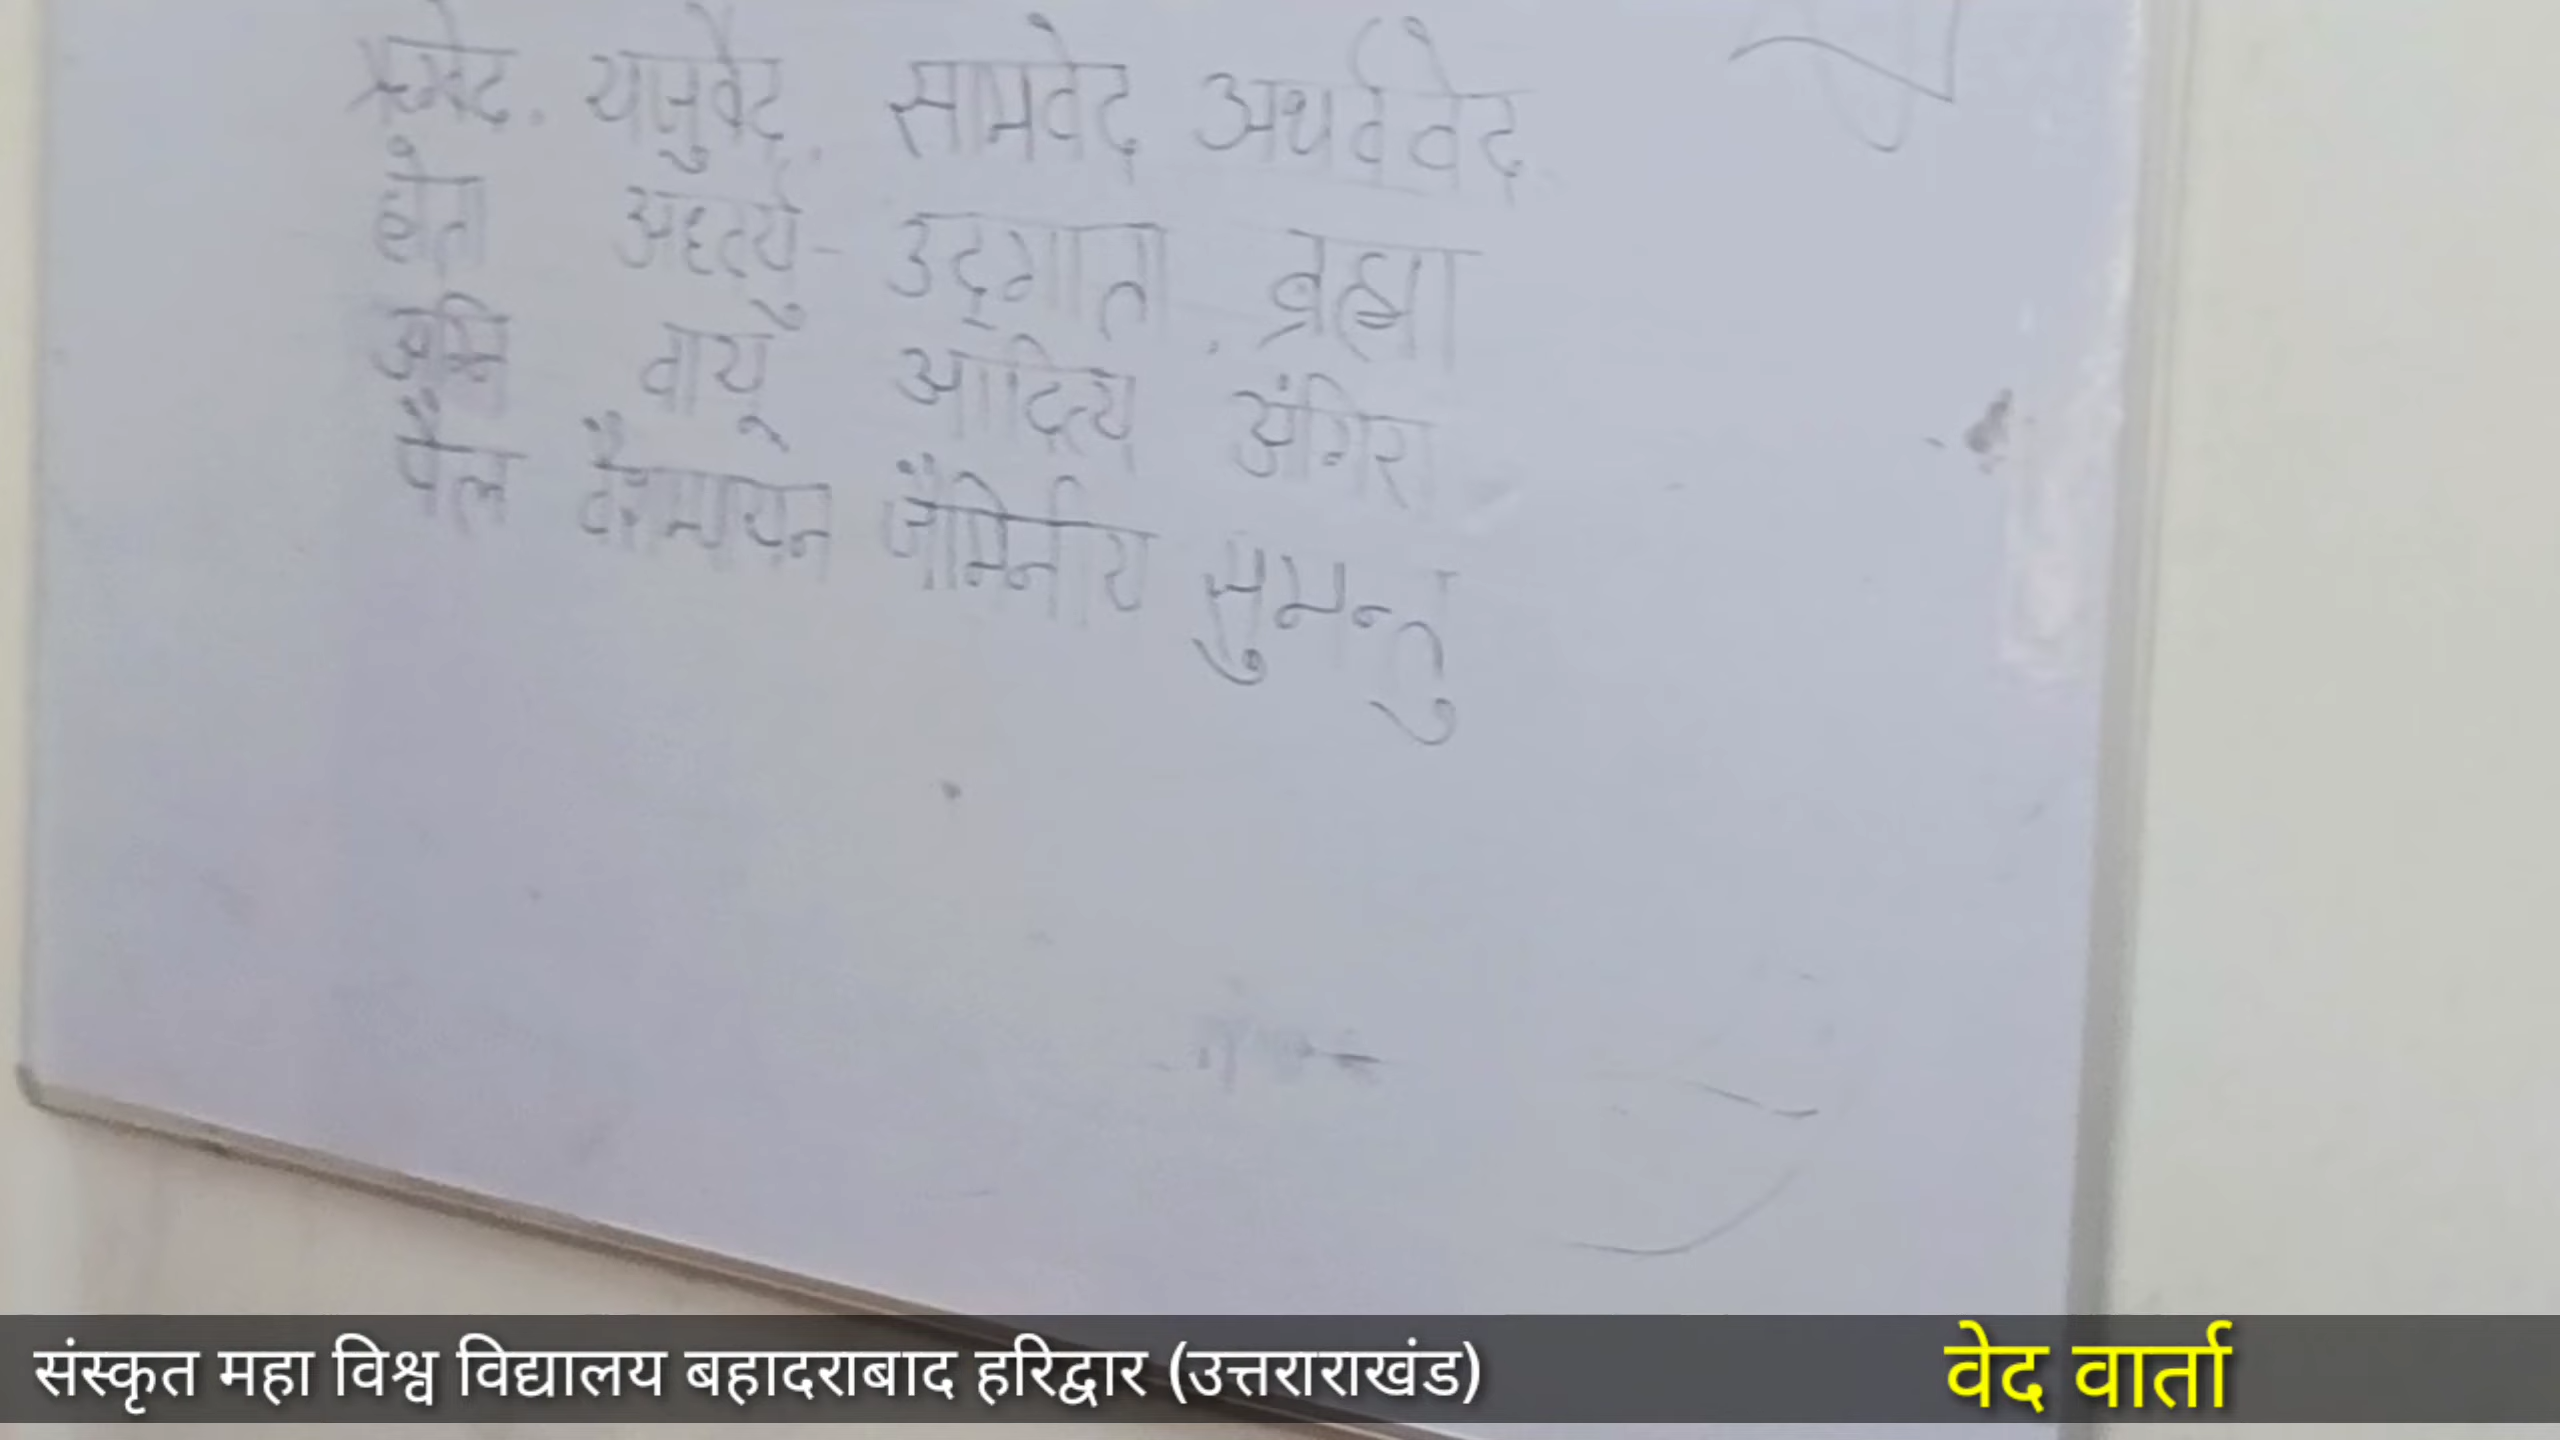 ऋग्वेद. यजुर्वेद. सामवेद अथर्ववेद
होता अध्वर्यु - उद्गाता . ब्रह्मा
अग्नि वायू आदित्य अंगिरा
पैल वैशम्पायन जैमिनीय सुमन्तु
संस्कृत महा विश्व विद्यालय बहादराबाद हरिद्वार (उत्तराराखंड)
वेद वार्ता